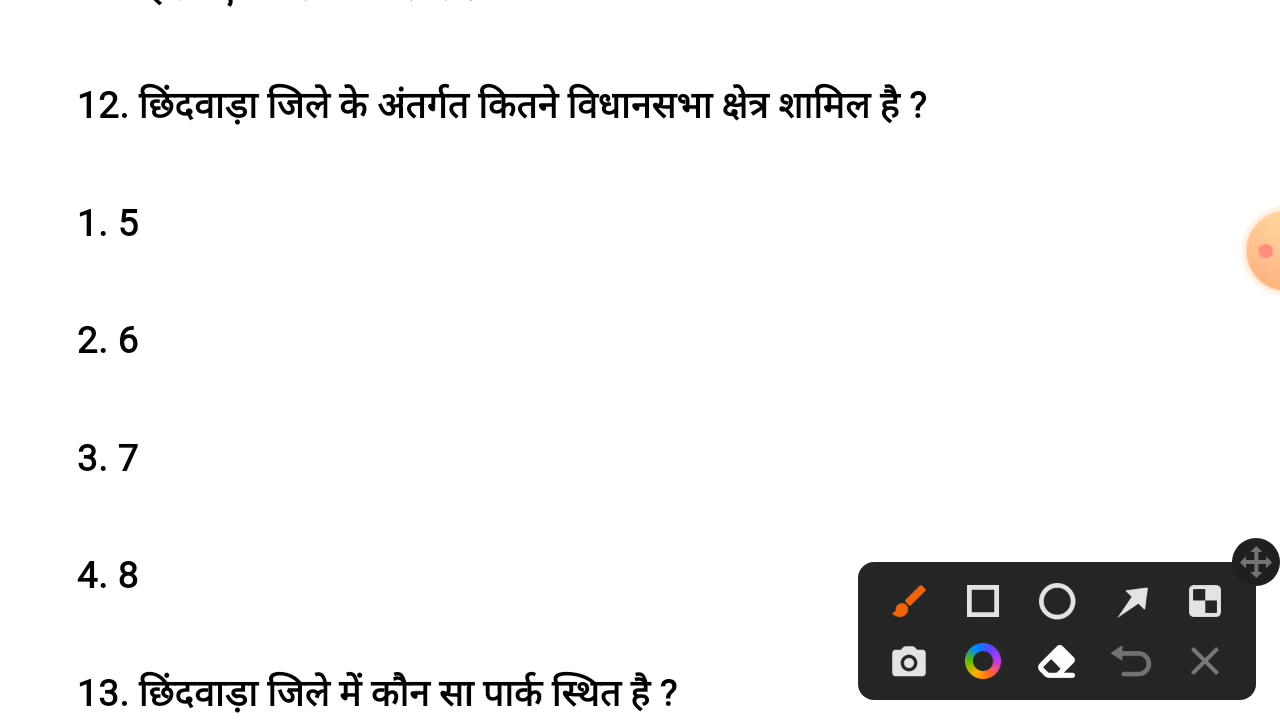 12. छिंदवाड़ा जिले के अंतर्गत कितने विधानसभा क्षेत्र शामिल है ?
1. 5
2. 6
3. 7
4. 8
13. छिंदवाड़ा जिले में कौन सा पार्क स्थित है ?